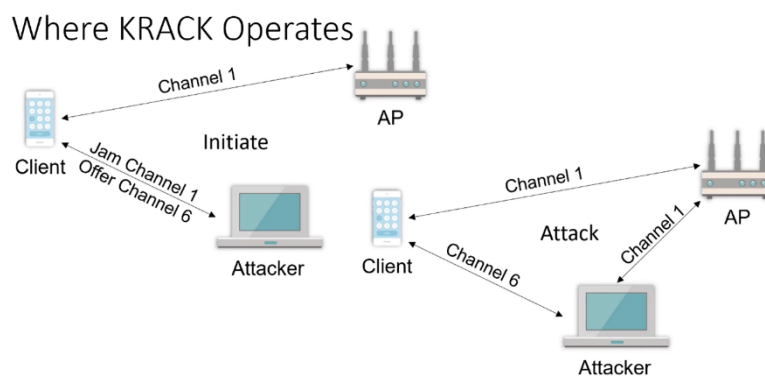 Where KRACK Operates
Channel 1
AP
Client
Initiate
Jam Channel 1
Offer Channel 6
Attacker
Channel 1
AP
Client
Attack
Channel 1
Channel 6
Attacker